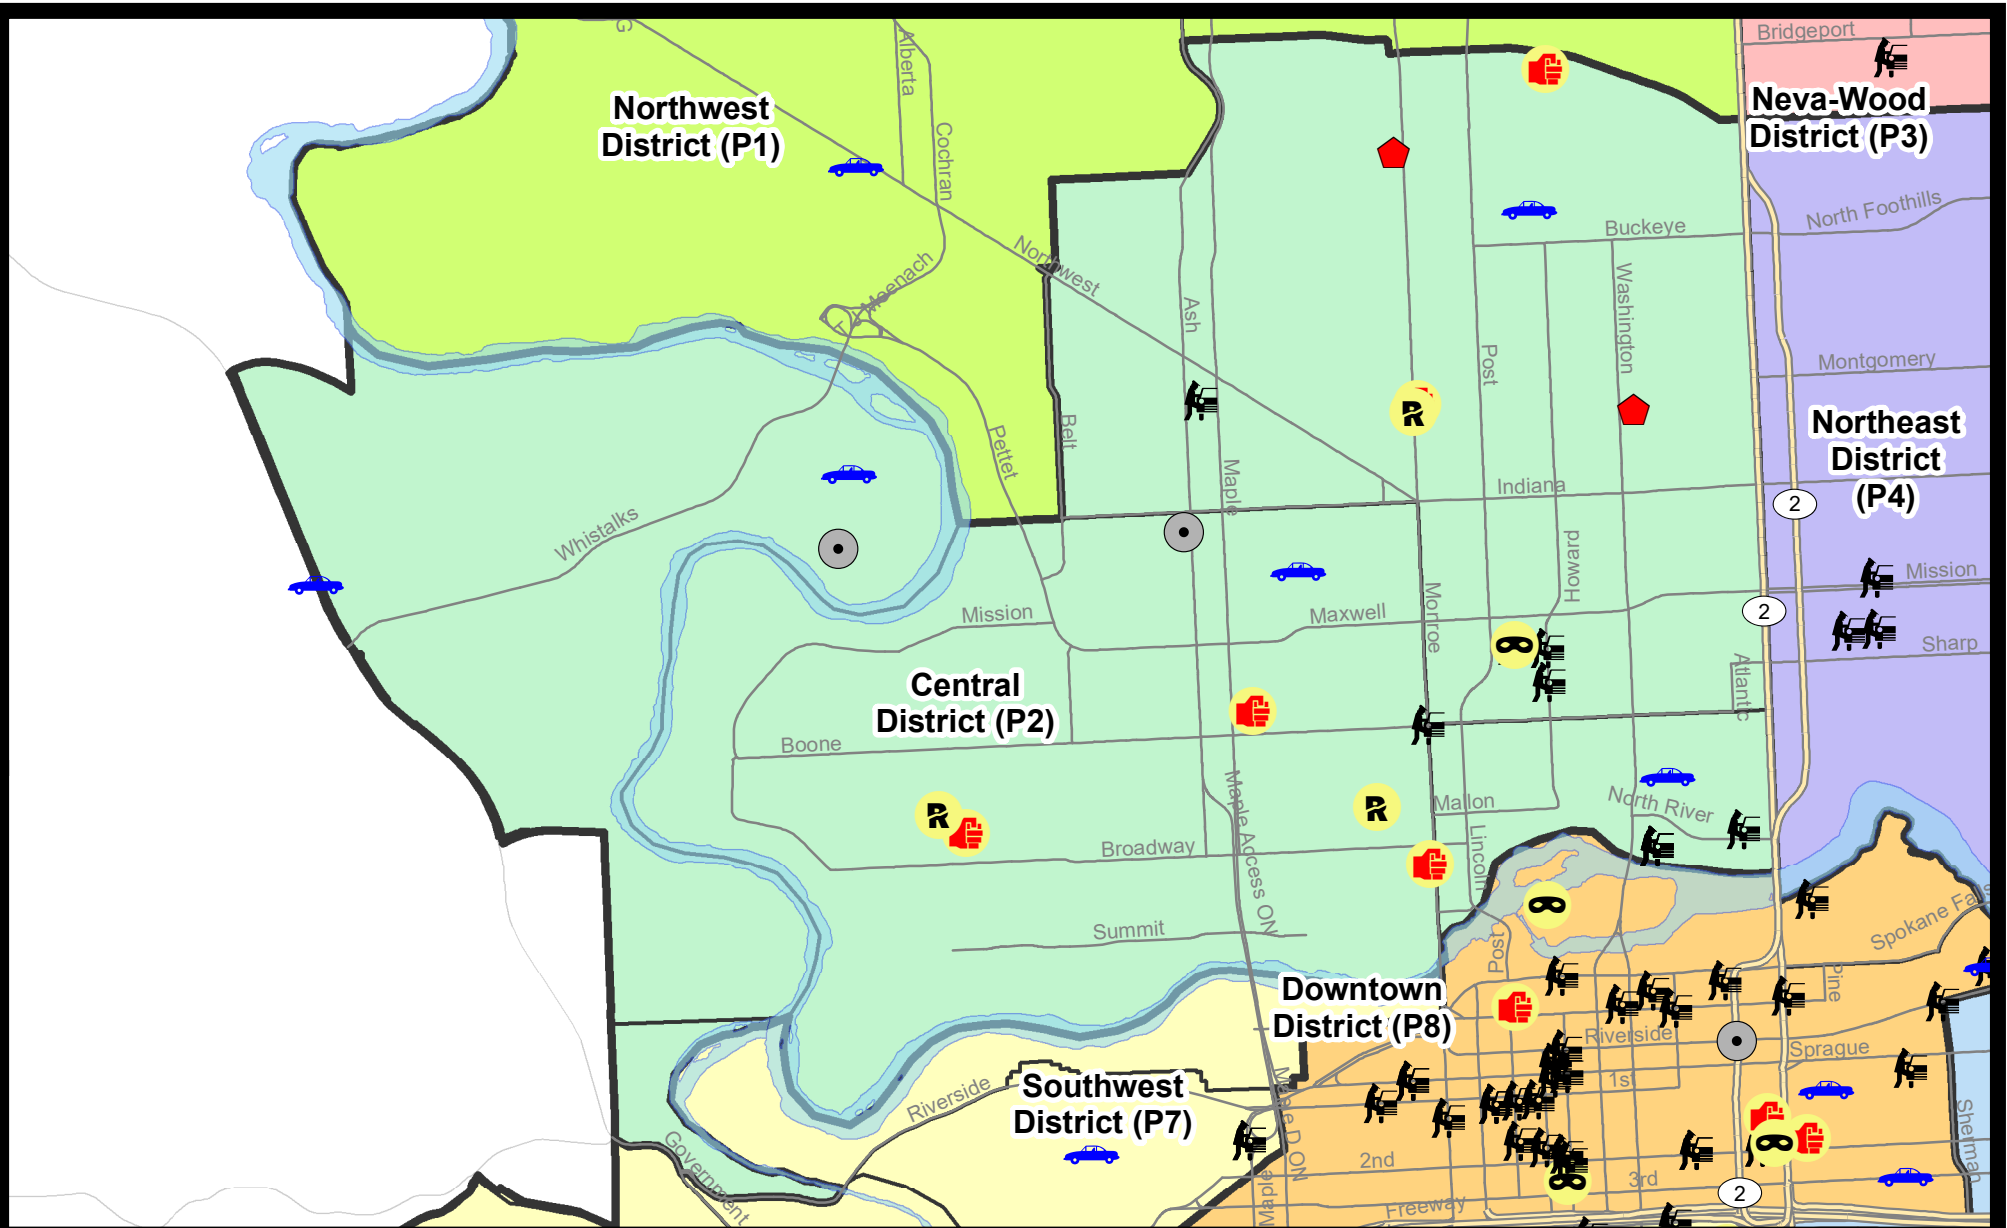 G
Bridgeport
Alberta
Northwest
District (P1)
Neva-Wood
District (P3)
Cochran
North Foothills
Buckeye
Northwest
Meenach
Washington
Ash
Post
Montgomery
Northeast
District
(P4)
Belt
Pettet
Maple
Indiana
2
Whistalks
Howard
Mission
Mission
Maxwell
Monroe
2
Sharp
Atlantic
Central
District (P2)
Boone
Maple Access ON
Mallon
North River
Lincoln
Broadway
Summit
Post
Spokane Fa
Pine
Downtown
District (P8)
Riverside
Sprague
1st
Riverside
Southwest
District (P7)
Sherman
Government
2nd
3rd
2
Maple
Freeway
R
R
R